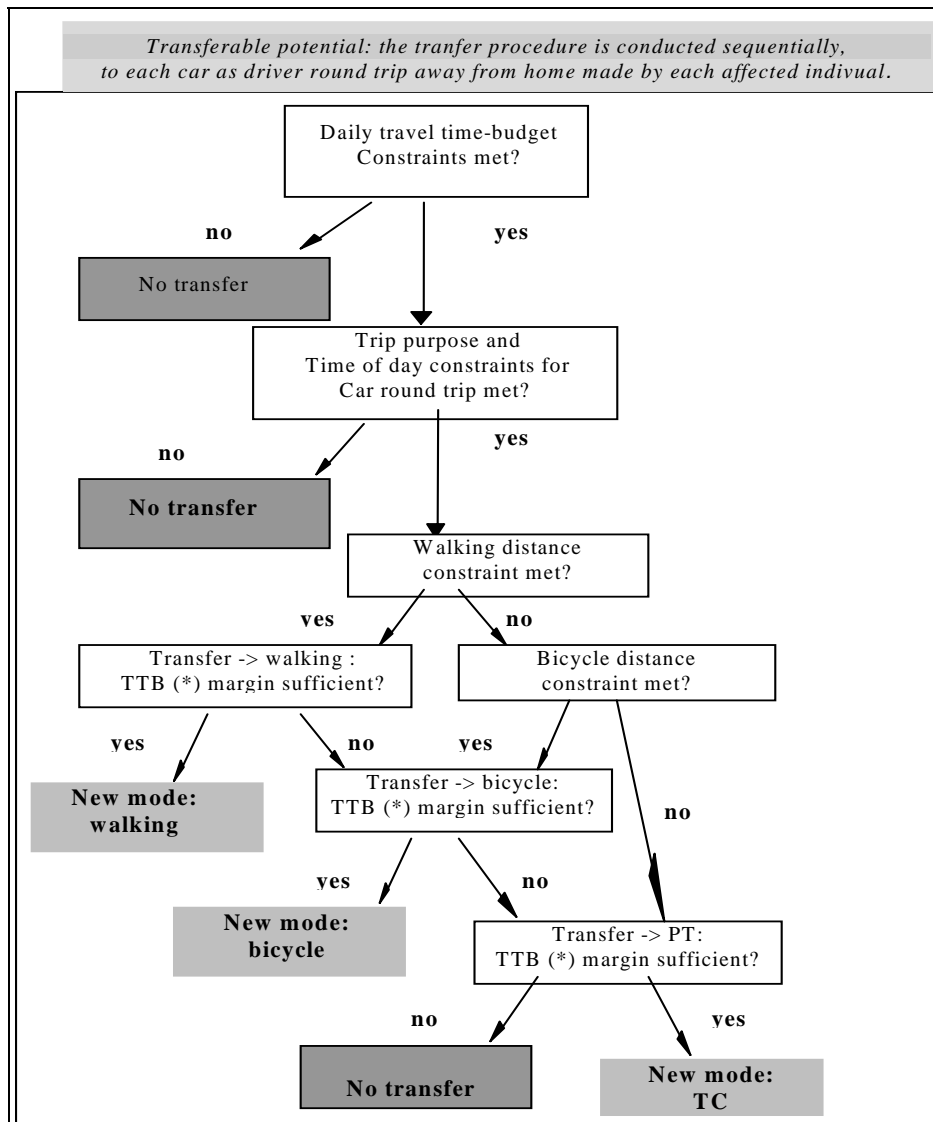 Transferable potential: the tranfer procedure is conducted sequentially,
to each car as driver round trip away from home made by each affected indivual.
Daily travel time-budget
Constraints met?
no
yes
No transfer
Trip purpose and
Time of day constraints for
Car round trip met?
no
yes
No transfer
Walking distance
constraint met?
yes
no
Transfer -> walking :
TTB (*) margin sufficient?
Bicycle distance
constraint met?
yes
no
yes
no
New mode:
walking
Transfer -> bicycle:
TTB (*) margin sufficient?
yes
no
New mode:
bicycle
Transfer -> PT:
TTB (*) margin sufficient?
no
yes
No transfer
New mode:
TC